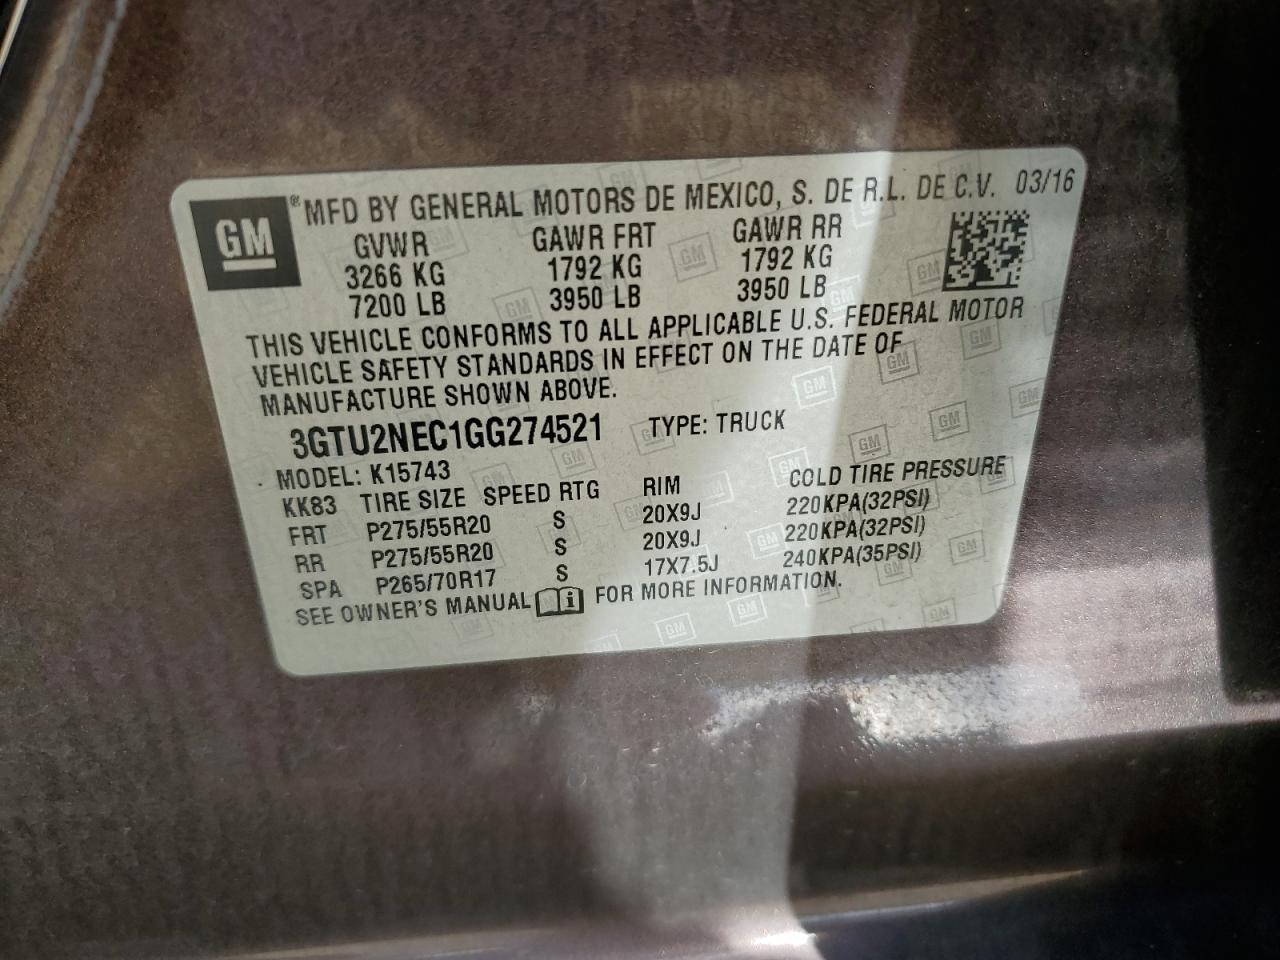 GM ® MFD BY GENERAL MOTORS DE MEXICO, S. DE R.L. DE C.V. 03/16
GVWR GAWR FRT GAWR RR
3266 KG 1792 KG 1792 KG
7200 LB 3950 LB 3950 LB
THIS VEHICLE CONFORMS TO ALL APPLICABLE U.S. FEDERAL MOTOR
VEHICLE SAFETY STANDARDS IN EFFECT ON THE DATE OF
MANUFACTURE SHOWN ABOVE.
3GTU2NEC1GG274521 TYPE: TRUCK
MODEL: K15743
KK83 TIRE SIZE SPEED RTG RIM COLD TIRE PRESSURE
FRT P275/55R20 S 20X9J 220KPA(32PSI)
RR P275/55R20 S 20X9J 220KPA(32PSI)
SPA P265/70R17 S 17X7.5J 240KPA(35PSI)
SEE OWNER'S MANUAL i FOR MORE INFORMATION.